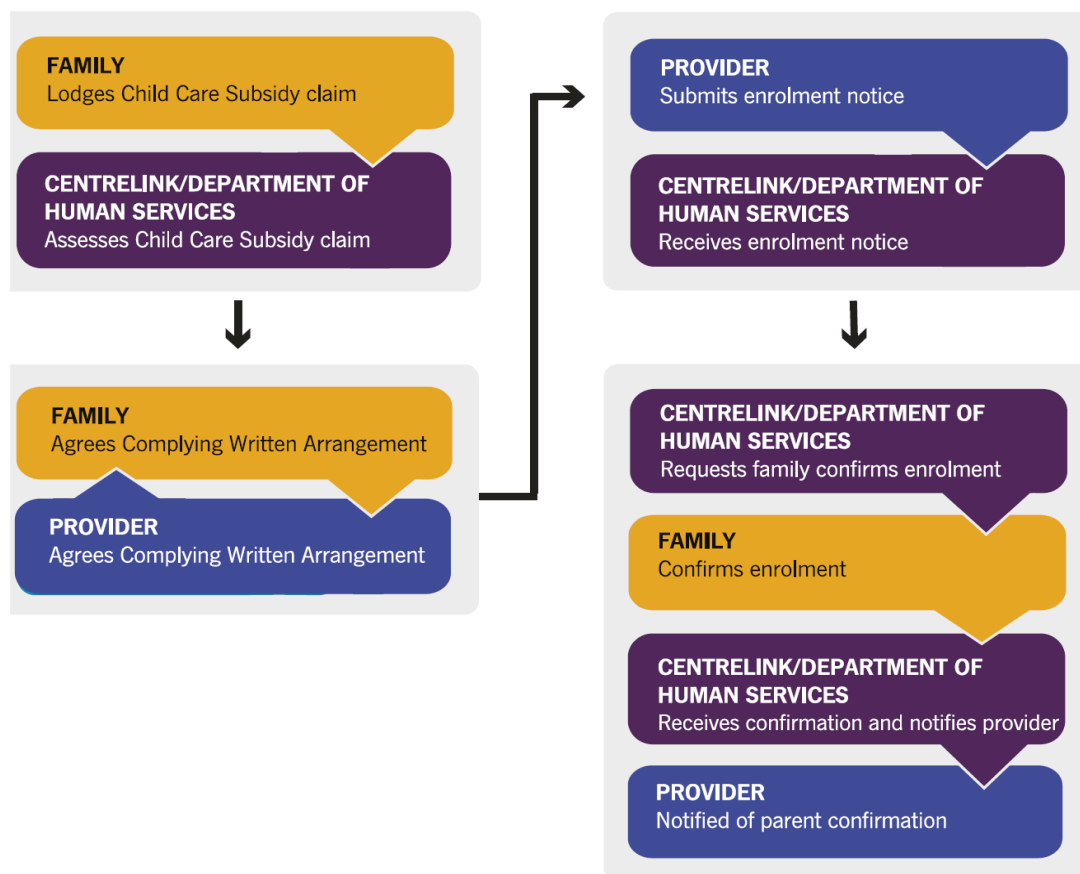 FAMILY
Lodges Child Care Subsidy claim
CENTRELINK/DEPARTMENT OF
HUMAN SERVICES
Assesses Child Care Subsidy claim
FAMILY
Agrees Complying Written Arrangement
PROVIDER
Agrees Complying Written Arrangement
PROVIDER
Submits enrolment notice
CENTRELINK/DEPARTMENT OF
HUMAN SERVICES
Receives enrolment notice
CENTRELINK/DEPARTMENT OF
HUMAN SERVICES
Requests family confirms enrolment
FAMILY
Confirms enrolment
CENTRELINK/DEPARTMENT OF
HUMAN SERVICES
Receives confirmation and notifies provider
PROVIDER
Notified of parent confirmation